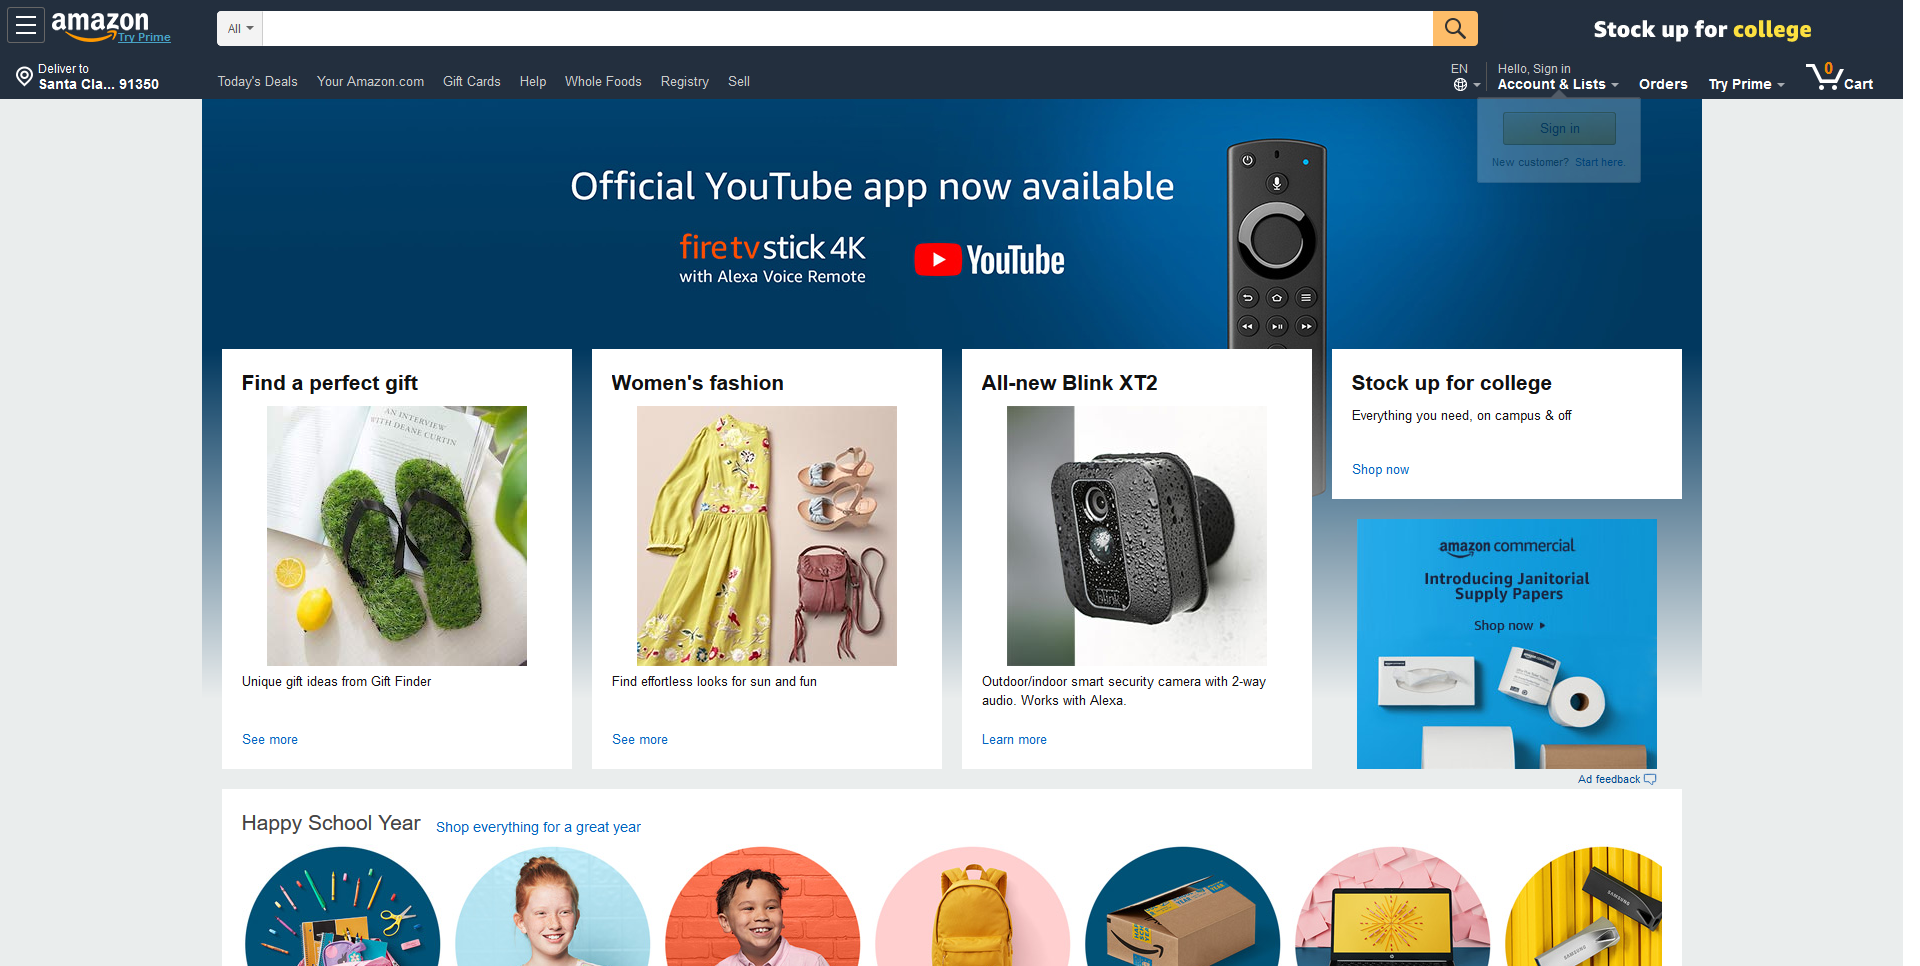 amazon
Try Prime
All
Stock up for college
Deliver to
Santa Cla... 91350
Today's Deals
Your Amazon.com
Gift Cards
Help
Whole Foods
Registry
Sell
EN
Hello, Sign in
Account & Lists
Orders
Try Prime
0
Cart
Sign in
New customer? Start here.
Official YouTube app now available
fire tv stick 4K
with Alexa Voice Remote
YouTube
Find a perfect gift
AN INTERVIEW
WITH DEANE CURTIN
Unique gift ideas from Gift Finder
See more
Women's fashion
Find effortless looks for sun and fun
See more
All-new Blink XT2
blink
Outdoor/indoor smart security camera with 2-way
audio. Works with Alexa.
Learn more
Stock up for college
Everything you need, on campus & off
Shop now
amazon commercial
Introducing Janitorial
Supply Papers
Shop now
Ad feedback
Happy School Year
Shop everything for a great year
SAMSUNG
SAMSUNG